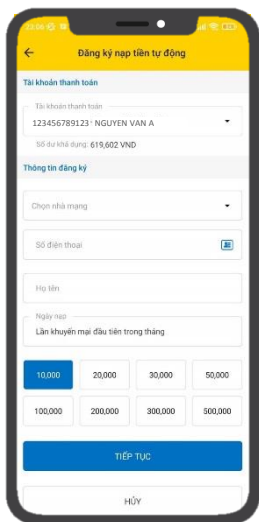 23:06
Đăng ký nạp tiền tự động
Tài khoản thanh toán
Tài khoản thanh toán
123456789123 - NGUYEN VAN A
Số dư khả dụng: 619,602 VND
Thông tin đăng ký
Chọn nhà mạng
Số điện thoại
Họ tên
Ngày nạp
Lần khuyến mại đầu tiên trong tháng
10,000 20,000 30,000 50,000
100,000 200,000 300,000 500,000
TIẾP TỤC
HỦY